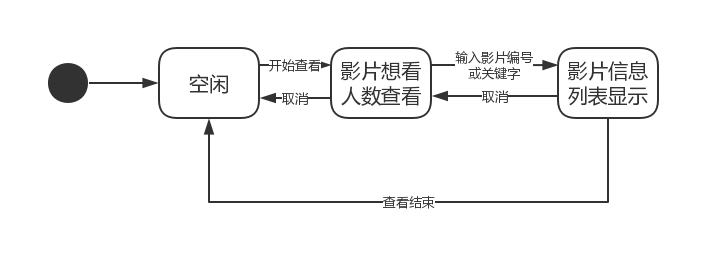 空闲
开始查看
取消
影片想看
人数查看
输入影片编号
或关键字
取消
影片信息
列表显示
查看结束